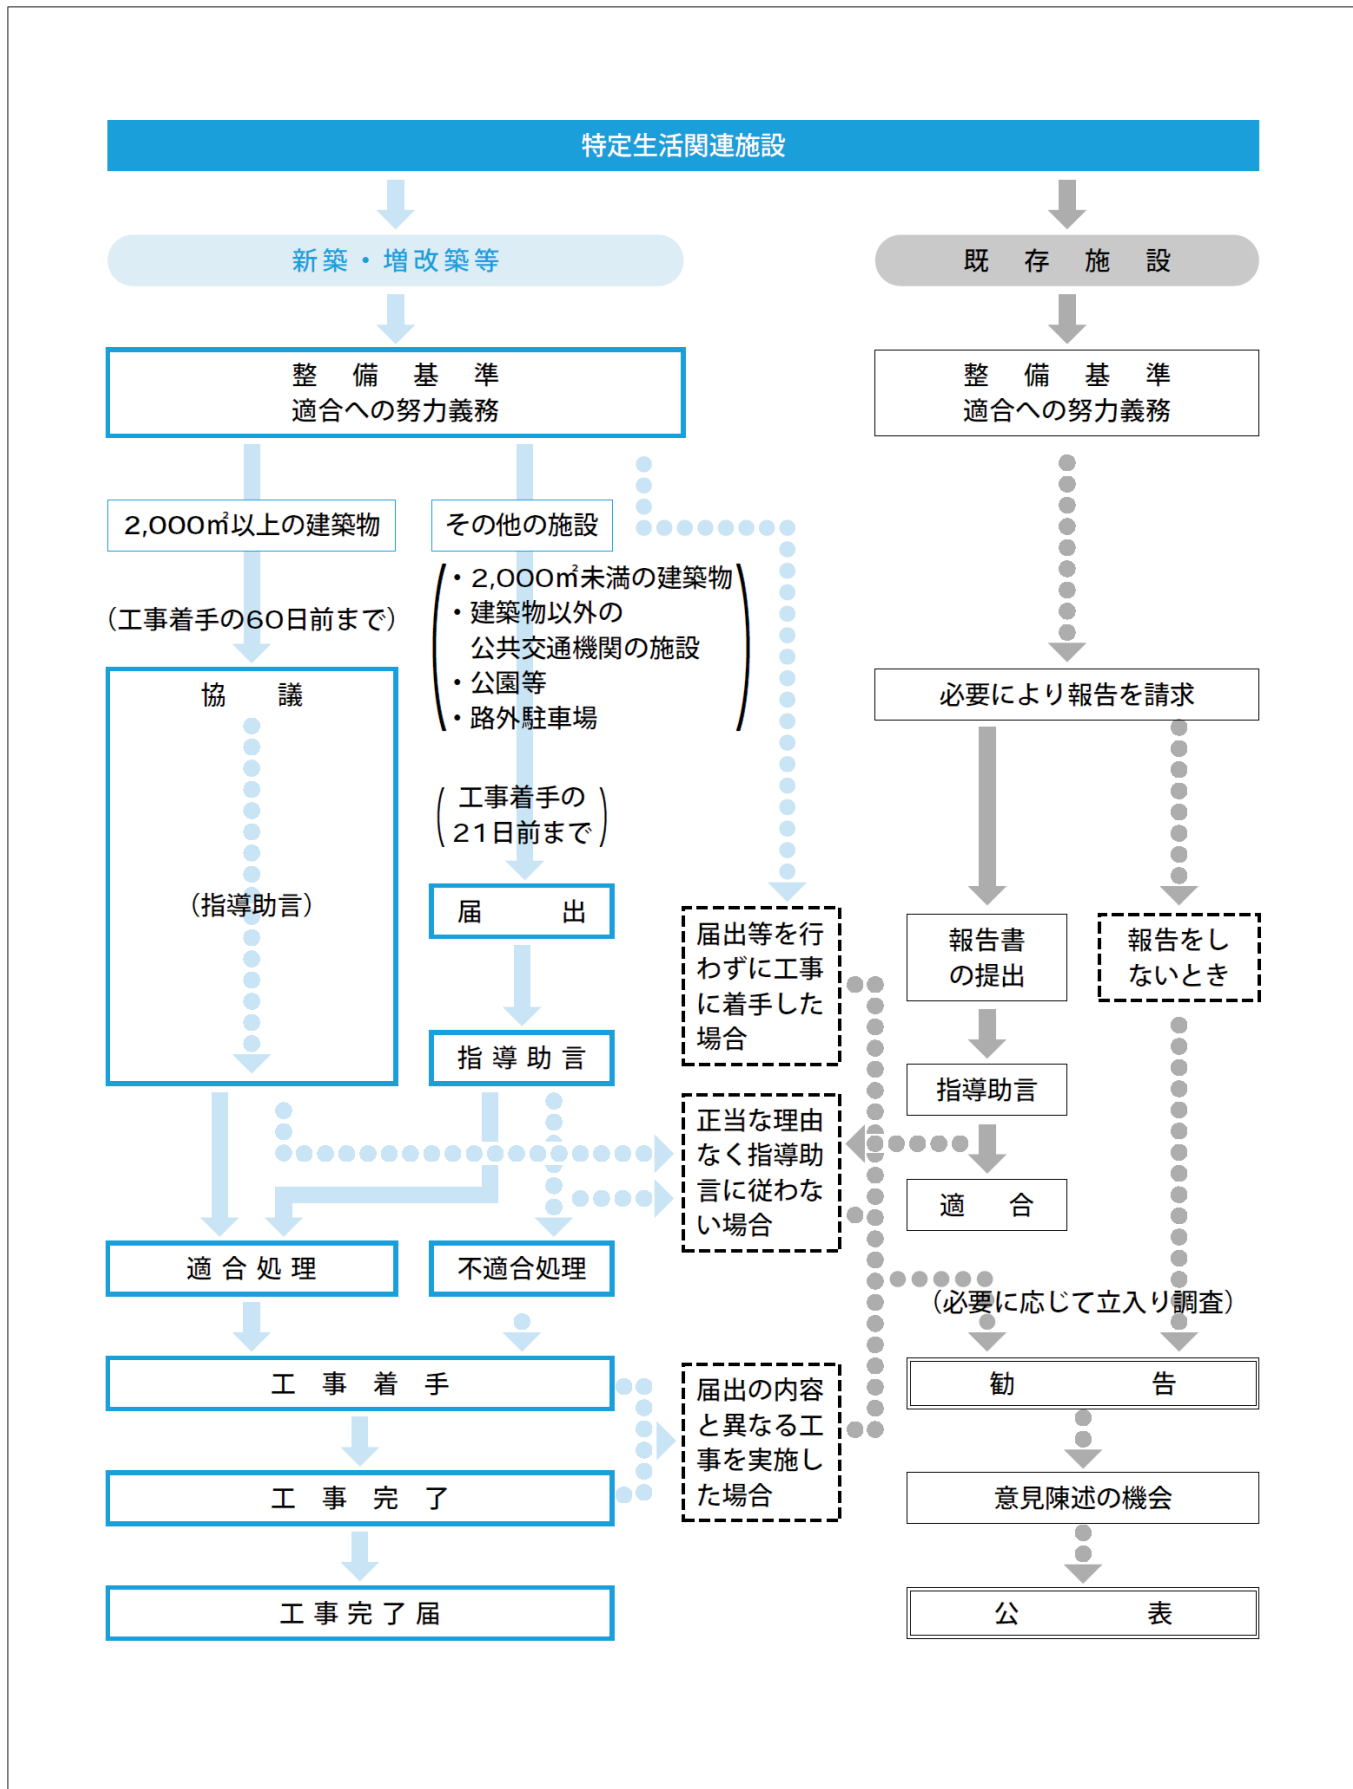 特定生活関連施設
新築・増改築等
既存施設
整備基準
適合への努力義務
整備基準
適合への努力義務
2,000㎡以上の建築物
その他の施設
・2,000㎡未満の建築物
・建築物以外の
公共交通機関の施設
・公園等
・路外駐車場
(工事着手の60日前まで)
協議
(指導助言)
工事着手の
21日前まで
届出
指導助言
必要により報告を請求
届出等を行
わずに工事
に着手した
場合
報告書
の提出
報告をし
ないとき
指導助言
正当な理由
なく指導助
言に従わな
い場合
適合
適合処理
不適合処理
(必要に応じて立入り調査)
工事着手
届出の内容
と異なる工
事を実施し
た場合
勧告
工事完了
意見陳述の機会
工事完了届
公表